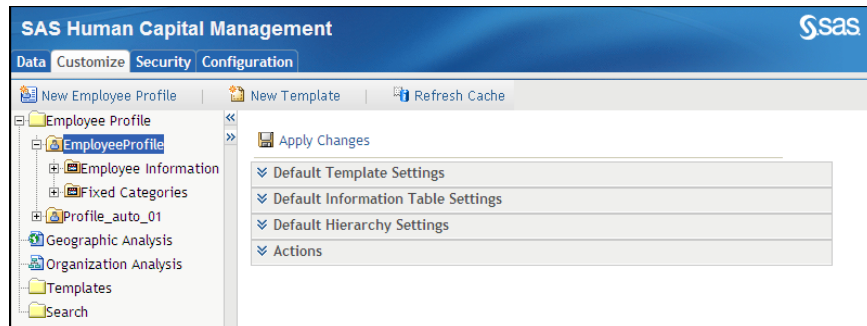 SAS Human Capital Management
sas
Data Customize Security Configuration
New Employee Profile | New Template | Refresh Cache
Employee Profile
EmployeeProfile
Employee Information
Fixed Categories
Profile_auto_01
Geographic Analysis
Organization Analysis
Templates
Search
Apply Changes
Default Template Settings
Default Information Table Settings
Default Hierarchy Settings
Actions